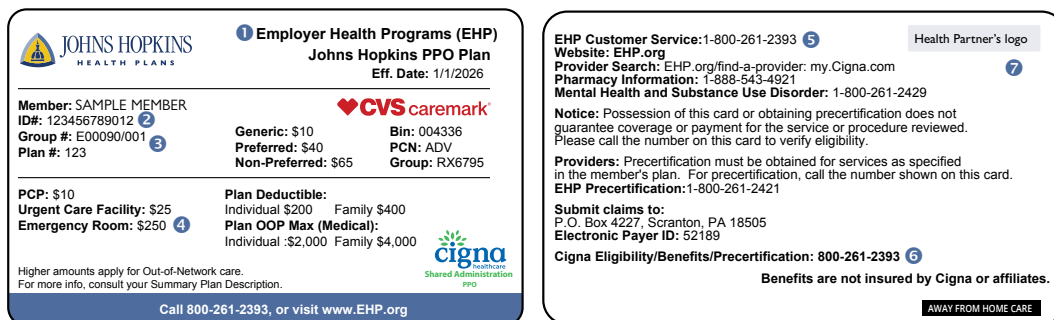 JOHNS HOPKINS
HEALTH PLANS
1 Employer Health Programs (EHP)
Johns Hopkins PPO Plan
Eff. Date: 1/1/2026
Member: SAMPLE MEMBER
ID#: 123456789012 2
Group #: E00090/001 3
Plan #: 123
CVS caremark®
Generic: $10
Preferred: $40
Non-Preferred: $65
Bin: 004336
PCN: ADV
Group: RX6795
PCP: $10
Urgent Care Facility: $25
Emergency Room: $250 4
Plan Deductible:
Individual $200 Family $400
Plan OOP Max (Medical):
Individual :$2,000 Family $4,000
cigna
healthcare
Shared Administration
PPO
Higher amounts apply for Out-of-Network care.
For more info, consult your Summary Plan Description.
Call 800-261-2393, or visit www.EHP.org
EHP Customer Service:1-800-261-2393 5
Website: EHP.org
Provider Search: EHP.org/find-a-provider: my.Cigna.com
Pharmacy Information: 1-888-543-4921
Mental Health and Substance Use Disorder: 1-800-261-2429
Health Partner's logo
7
Notice: Possession of this card or obtaining precertification does not
guarantee coverage or payment for the service or procedure reviewed.
Please call the number on this card to verify eligibility.
Providers: Precertification must be obtained for services as specified
in the member's plan. For precertification, call the number shown on this card.
EHP Precertification:1-800-261-2421
Submit claims to:
P.O. Box 4227, Scranton, PA 18505
Electronic Payer ID: 52189
Cigna Eligibility/Benefits/Precertification: 800-261-2393 6
Benefits are not insured by Cigna or affiliates.
AWAY FROM HOME CARE